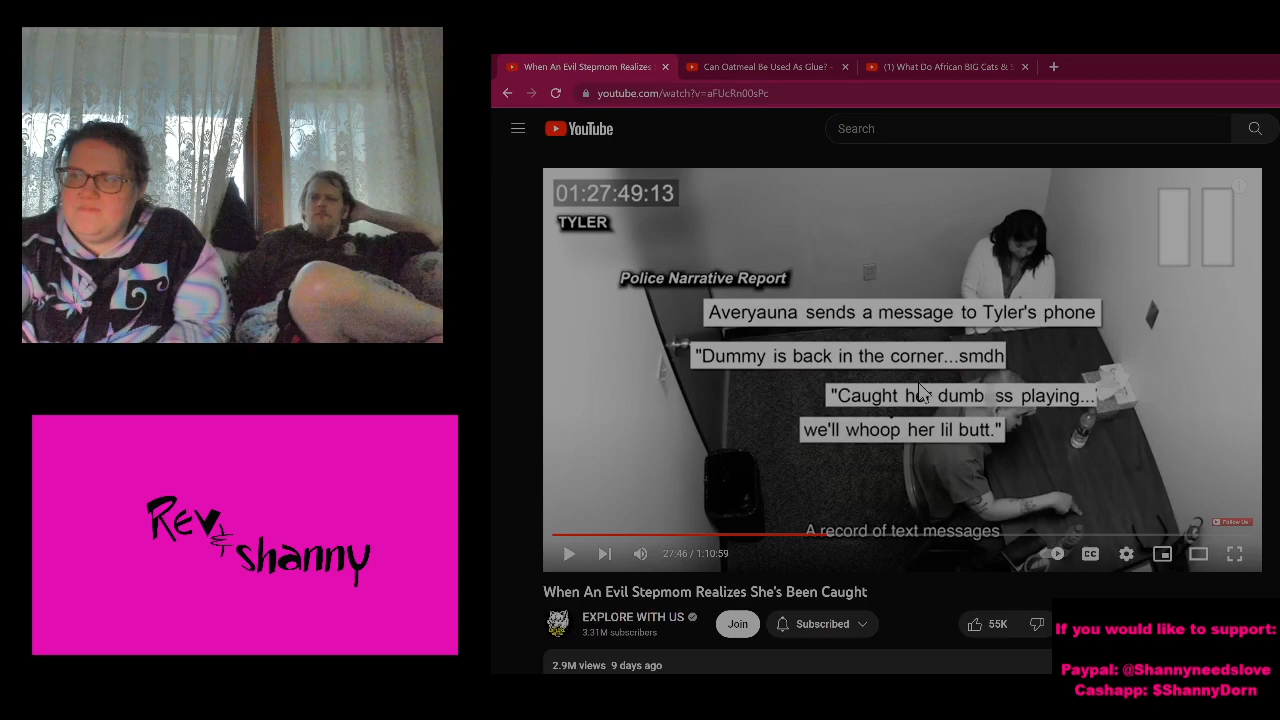 When An Evil Stepmom Realizes
Can Oatmeal Be Used As Glue? -
(1) What Do African BIG Cats &
youtube.com/watch?v=aFUcRn00sPc
YouTube
Search
01:27:49:13
TYLER
Police Narrative Report
Averyauna sends a message to Tyler's phone
"Dummy is back in the corner...smdh
"Caught her dumb ss playing..."
we'll whoop her lil butt."
A record of text messages
Follow Us
27:46 / 1:10:59
CC
When An Evil Stepmom Realizes She's Been Caught
EXPLORE WITH US
3.31M subscribers
Join
Subscribed
55K
2.9M views 9 days ago
Rev
&
Shanny
If you would like to support:
Paypal: @Shannyneedslove
Cashapp: $ShannyDorn